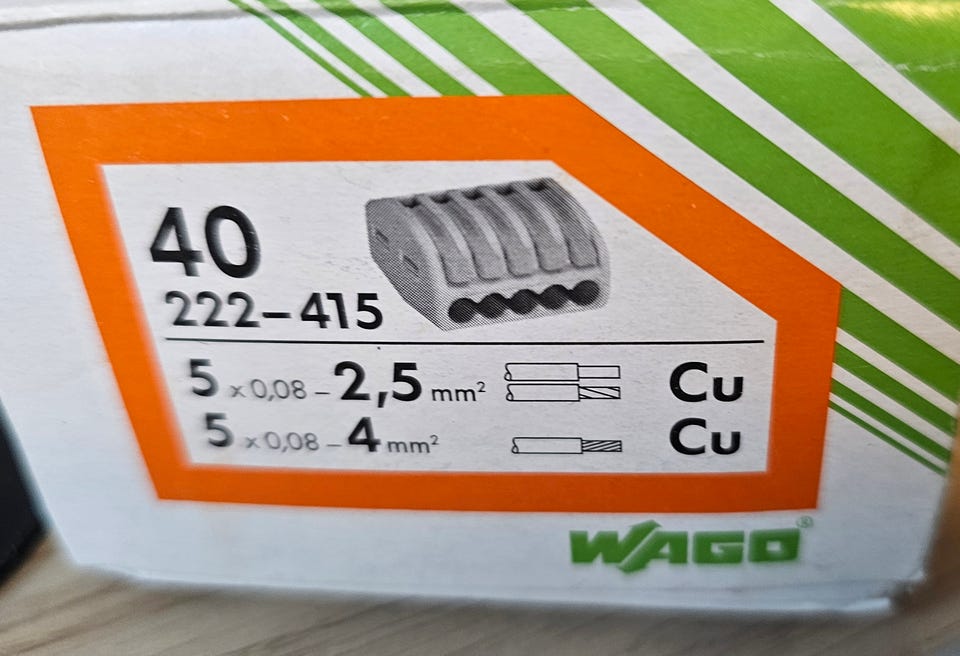 40
222-415
5 x 0,08 - 2,5 mm² Cu
5 x 0,08 - 4 mm² Cu
WAGO®